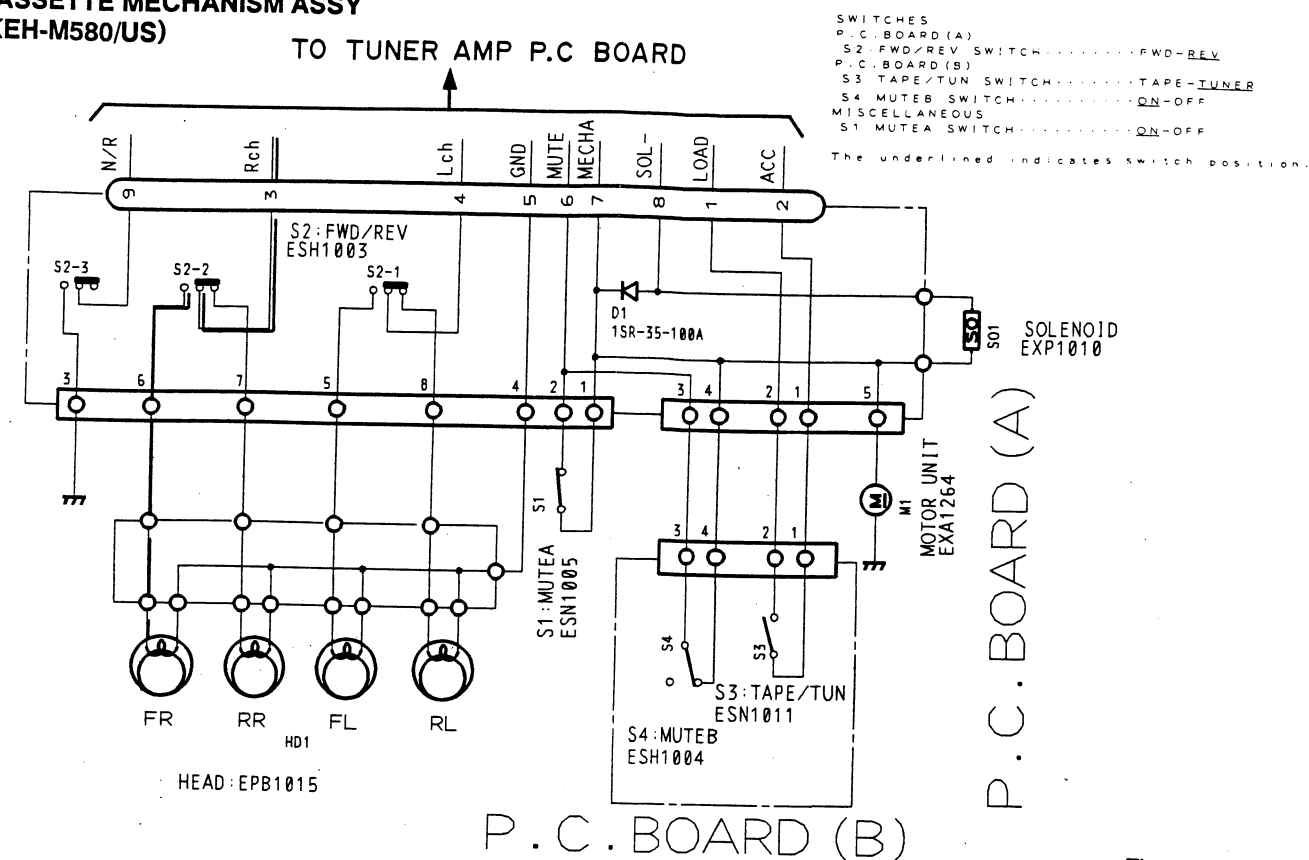 ASSETTE MECHANISM ASSY
EH-M580/US)
TO TUNER AMP P.C BOARD
SWITCHES
P.C.BOARD(A)
S2 FWD/REV SWITCH········FWD-REV
P.C.BOARD(B)
S3 TAPE/TUN SWITCH·······TAPE-TUNER
S4 MUTEB SWITCH··········ON-OFF
MISCELLANEOUS
S1 MUTEA SWITCH··········ON-OFF
The underlined indicates switch position.
N/R
Rch
Lch
GND
MUTE
MECHA
SOL-
LOAD
ACC
9 3 4 5 6 7 8 1 2
S2:FWD/REV
ESH1003
S2-3
S2-2
S2-1
D1
1SR-35-100A
SO
SO1
SOLENOID
EXP1010
3 6 7 5 8 4 2 1
3 4 2 1 5
S1
S1:MUTEA
ESN1005
M
M1
MOTOR UNIT
EXA1264
3 4 2 1
S4
S3
S3:TAPE/TUN
ESN1011
S4:MUTEB
ESH1004
FR
RR
FL
RL
HD1
HEAD:EPB1015
P.C.BOARD (A)
P.C.BOARD (B)